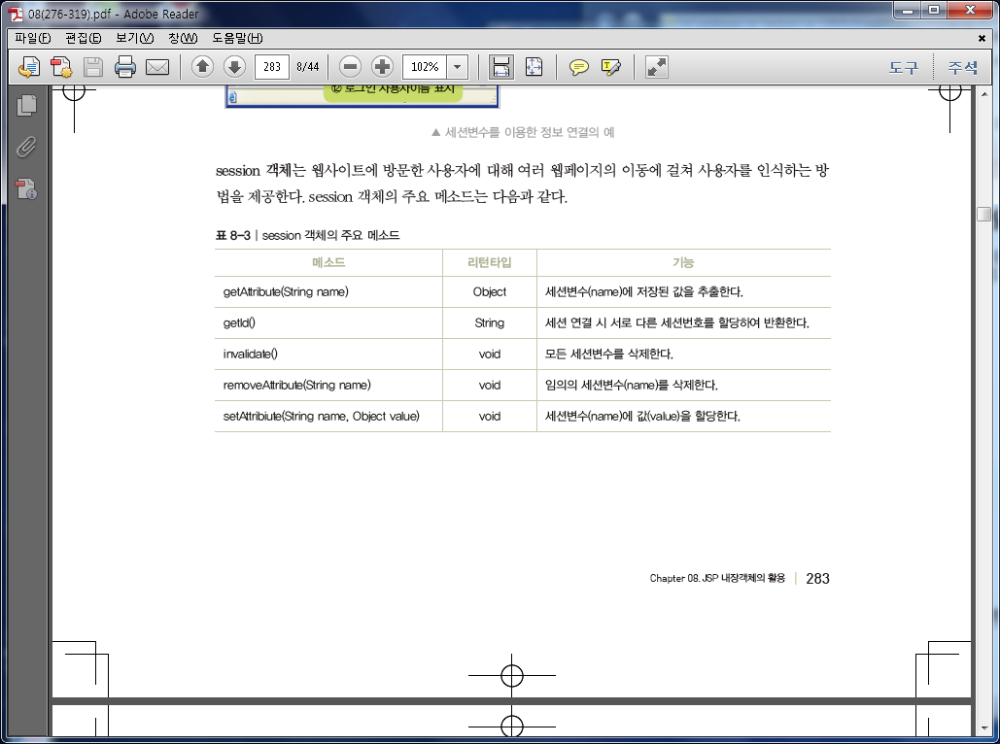 08(276-319).pdf - Adobe Reader
파일(F) 편집(E) 보기(V) 창(W) 도움말(H)
283 8/44 102% 도구 주석
⑫ 로그인 사용자이름 표시
▲ 세션변수를 이용한 정보 연결의 예
session 객체는 웹사이트에 방문한 사용자에 대해 여러 웹페이지의 이동에 걸쳐 사용자를 인식하는 방
법을 제공한다. session 객체의 주요 메소드는 다음과 같다.
표 8-3 | session 객체의 주요 메소드
메소드 리턴타입 기능
getAttribute(String name) Object 세션변수(name)에 저장된 값을 추출한다.
getId() String 세션 연결 시 서로 다른 세션번호를 할당하여 반환한다.
invalidate() void 모든 세션변수를 삭제한다.
removeAttribute(String name) void 임의의 세션변수(name)를 삭제한다.
setAttribiute(String name, Object value) void 세션변수(name)에 값(value)을 할당한다.
Chapter 08. JSP 내장객체의 활용 | 283